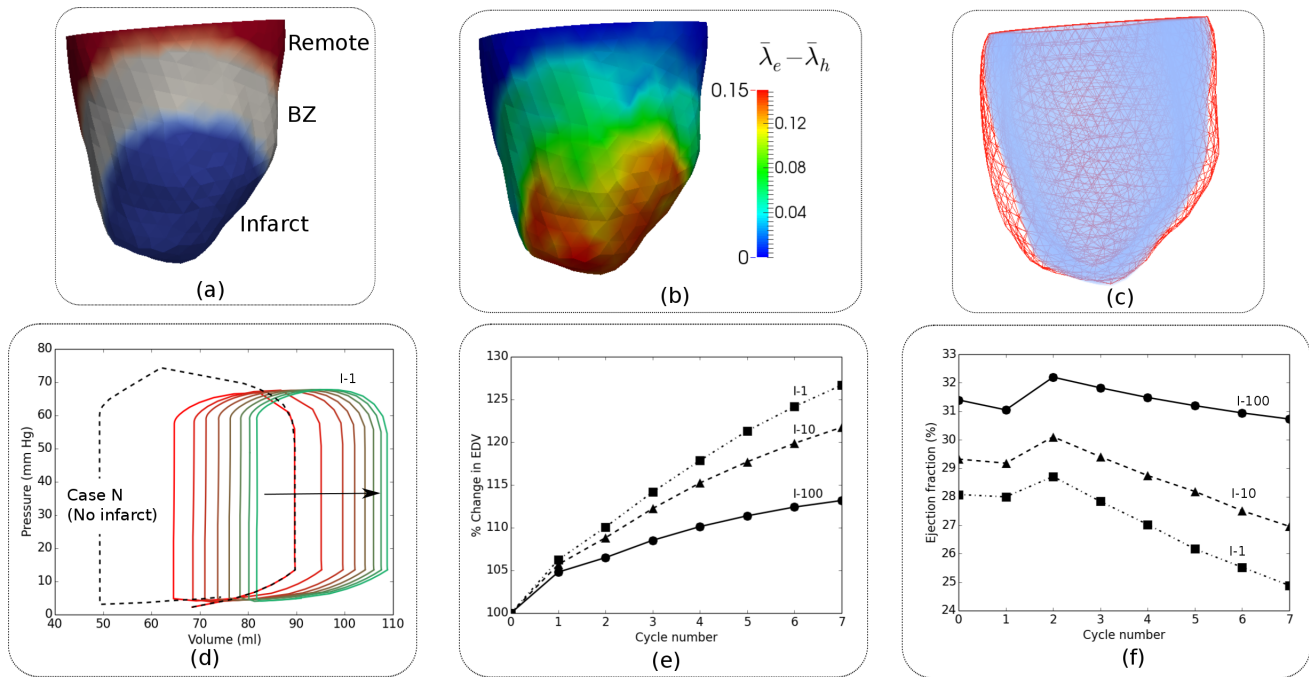 Remote
BZ
Infarct
(a)
λ̄e − λ̄h
0.15
0.12
0.08
0.04
0
(b)
(c)
80
70
60
50
40
30
20
10
0
Pressure (mm Hg)
I-1
Case N
(No infarct)
40 50 60 70 80 90 100 110
Volume (ml)
(d)
130
125
120
115
110
105
100
% Change in EDV
I-1
I-10
I-100
0 1 2 3 4 5 6 7
Cycle number
(e)
33
32
31
30
29
28
27
26
25
24
Ejection fraction (%)
I-100
I-10
I-1
0 1 2 3 4 5 6 7
Cycle number
(f)